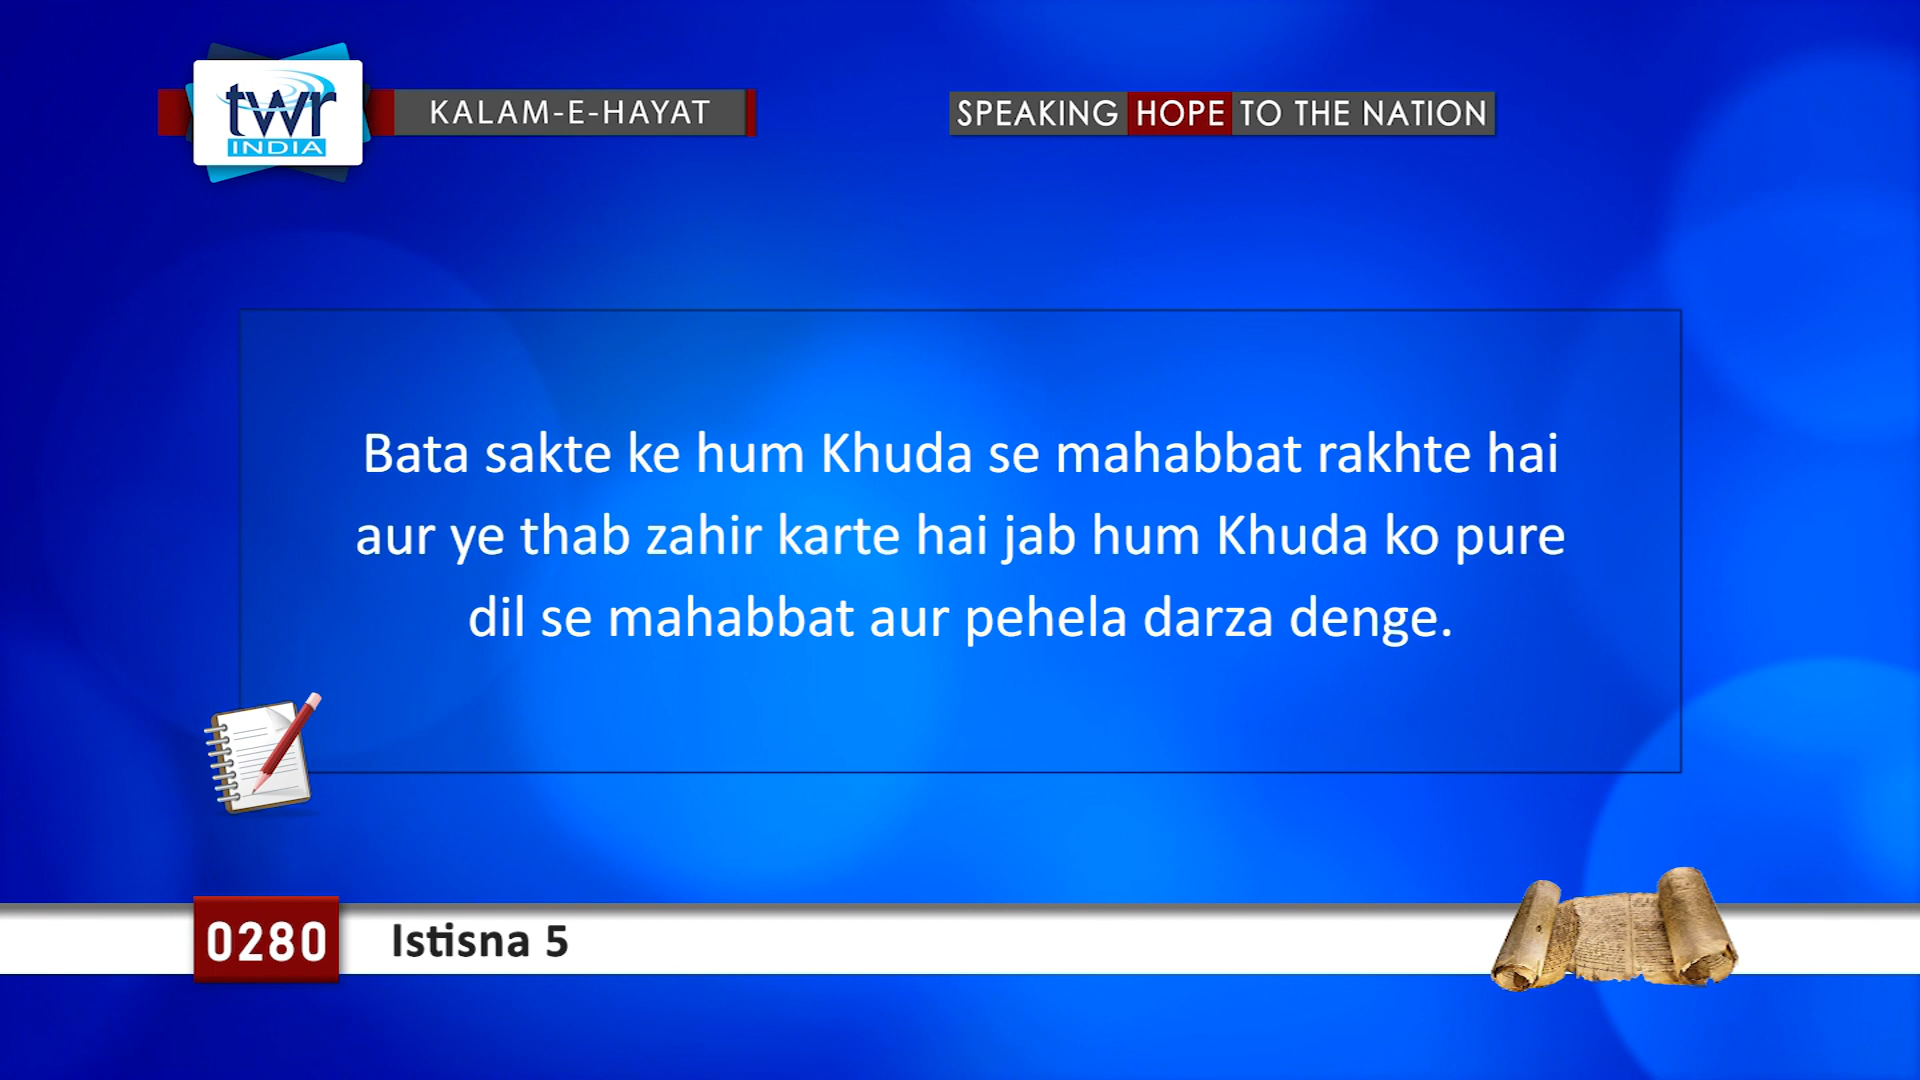 twr
INDIA
KALAM-E-HAYAT
SPEAKING HOPE TO THE NATION
Bata sakte ke hum Khuda se mahabbat rakhte hai
aur ye thab zahir karte hai jab hum Khuda ko pure
dil se mahabbat aur pehela darza denge.
0280
Istisna 5